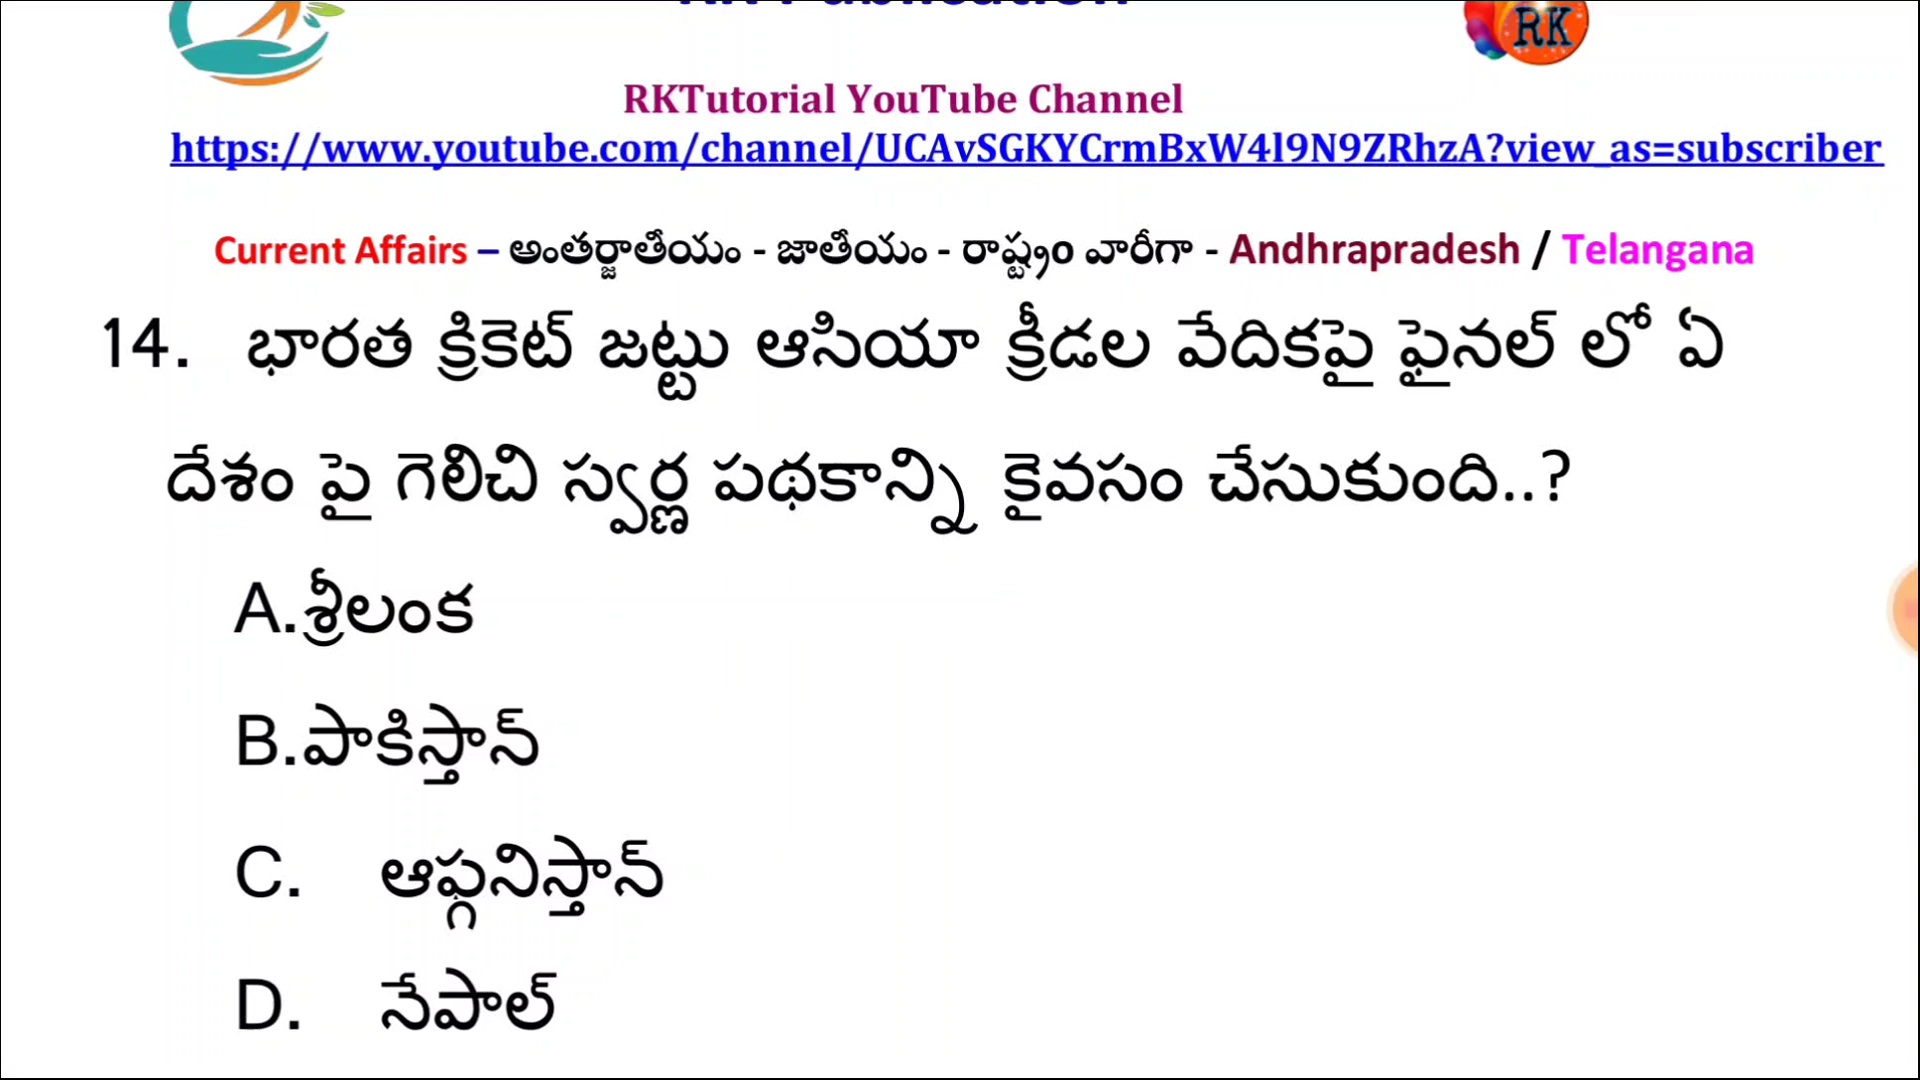 RK
RKTutorial YouTube Channel
https://www.youtube.com/channel/UCAvSGKYCrmBxW4l9N9ZRhzA?view_as=subscriber
Current Affairs – అంతర్జాతీయం - జాతీయం - రాష్ట్రం వారీగా - Andhrapradesh / Telangana
14. భారత క్రికెట్ జట్టు ఆసియా క్రీడల వేదికపై ఫైనల్ లో ఏ
దేశం పై గెలిచి స్వర్ణ పథకాన్ని కైవసం చేసుకుంది..?
A.శ్రీలంక
B.పాకిస్తాన్
C. ఆఫ్గనిస్తాన్
D. నేపాల్